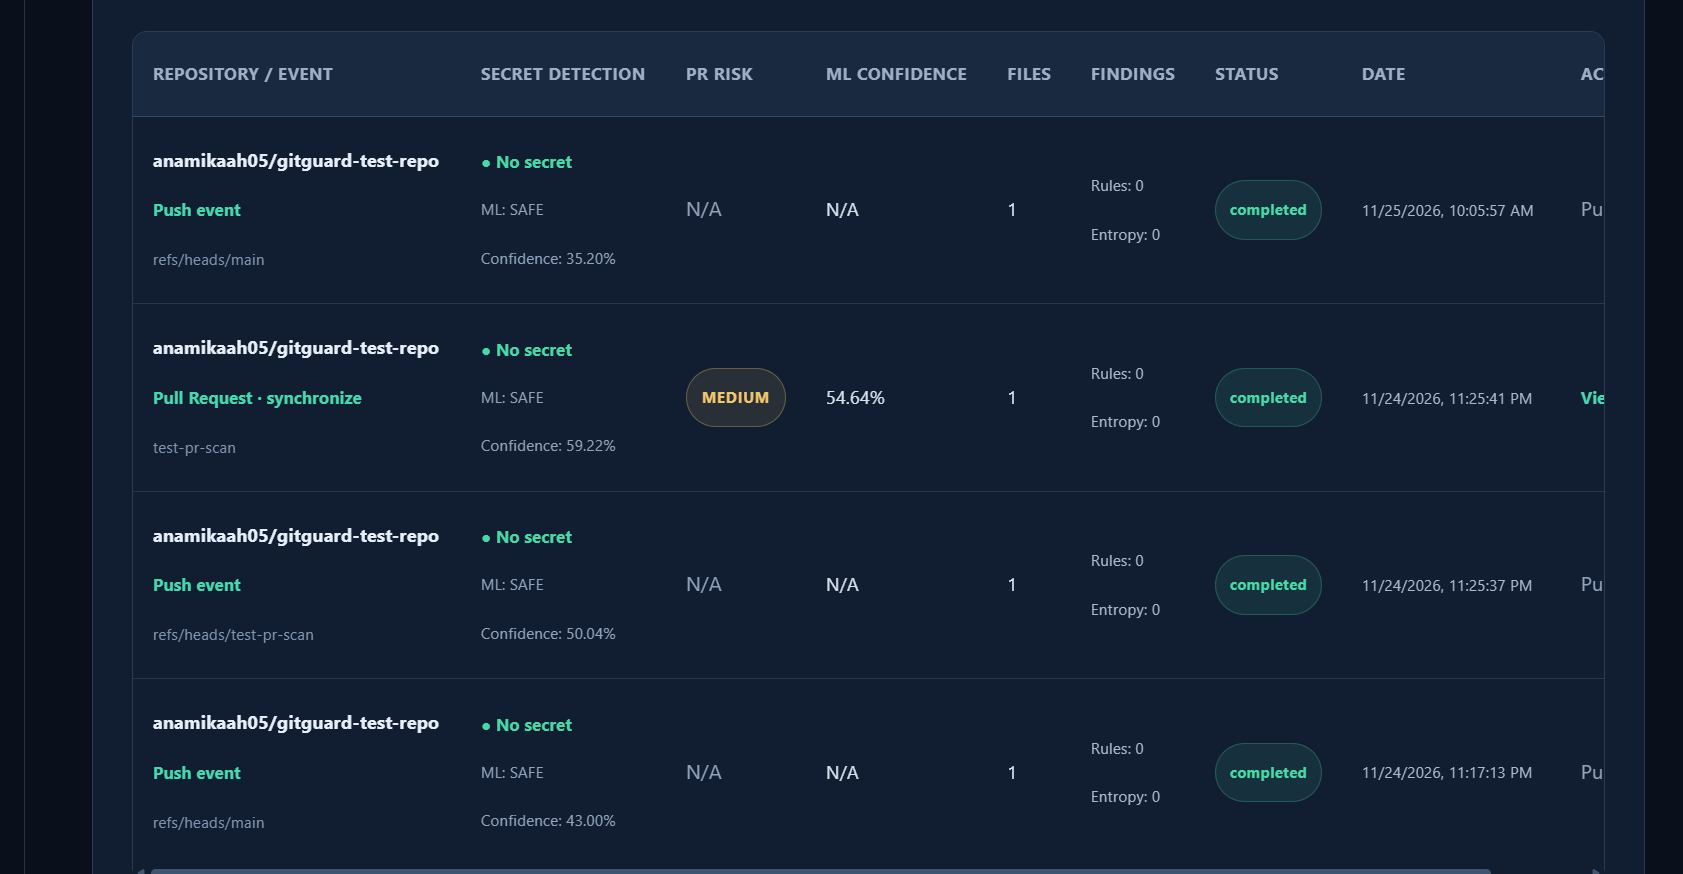 REPOSITORY / EVENT SECRET DETECTION PR RISK ML CONFIDENCE FILES FINDINGS STATUS DATE AC
anamikaah05/gitguard-test-repo
Push event
refs/heads/main
● No secret
ML: SAFE
Confidence: 35.20%
N/A
N/A
1
Rules: 0
Entropy: 0
completed
11/25/2026, 10:05:57 AM
Pu
anamikaah05/gitguard-test-repo
Pull Request · synchronize
test-pr-scan
● No secret
ML: SAFE
Confidence: 59.22%
MEDIUM
54.64%
1
Rules: 0
Entropy: 0
completed
11/24/2026, 11:25:41 PM
Vie
anamikaah05/gitguard-test-repo
Push event
refs/heads/test-pr-scan
● No secret
ML: SAFE
Confidence: 50.04%
N/A
N/A
1
Rules: 0
Entropy: 0
completed
11/24/2026, 11:25:37 PM
Pu
anamikaah05/gitguard-test-repo
Push event
refs/heads/main
● No secret
ML: SAFE
Confidence: 43.00%
N/A
N/A
1
Rules: 0
Entropy: 0
completed
11/24/2026, 11:17:13 PM
Pu